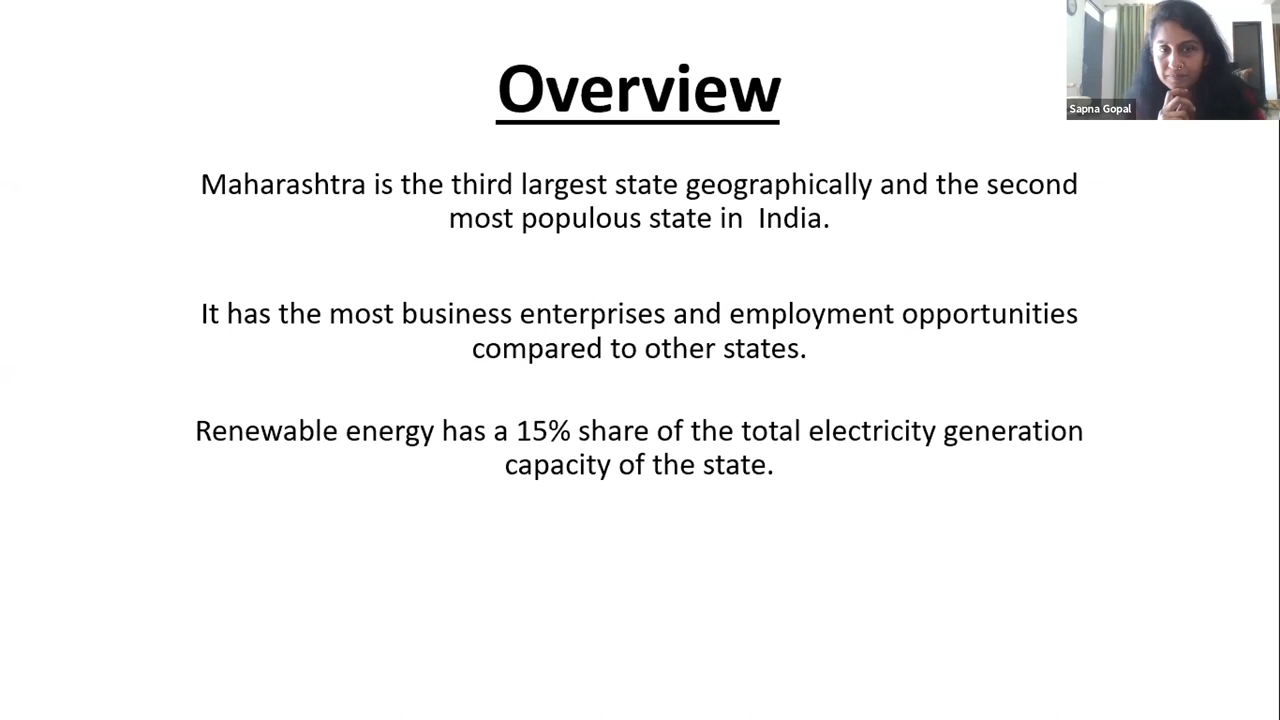 Overview
Sapna Gopal
Maharashtra is the third largest state geographically and the second
most populous state in  India.
It has the most business enterprises and employment opportunities
compared to other states.
Renewable energy has a 15% share of the total electricity generation
capacity of the state.